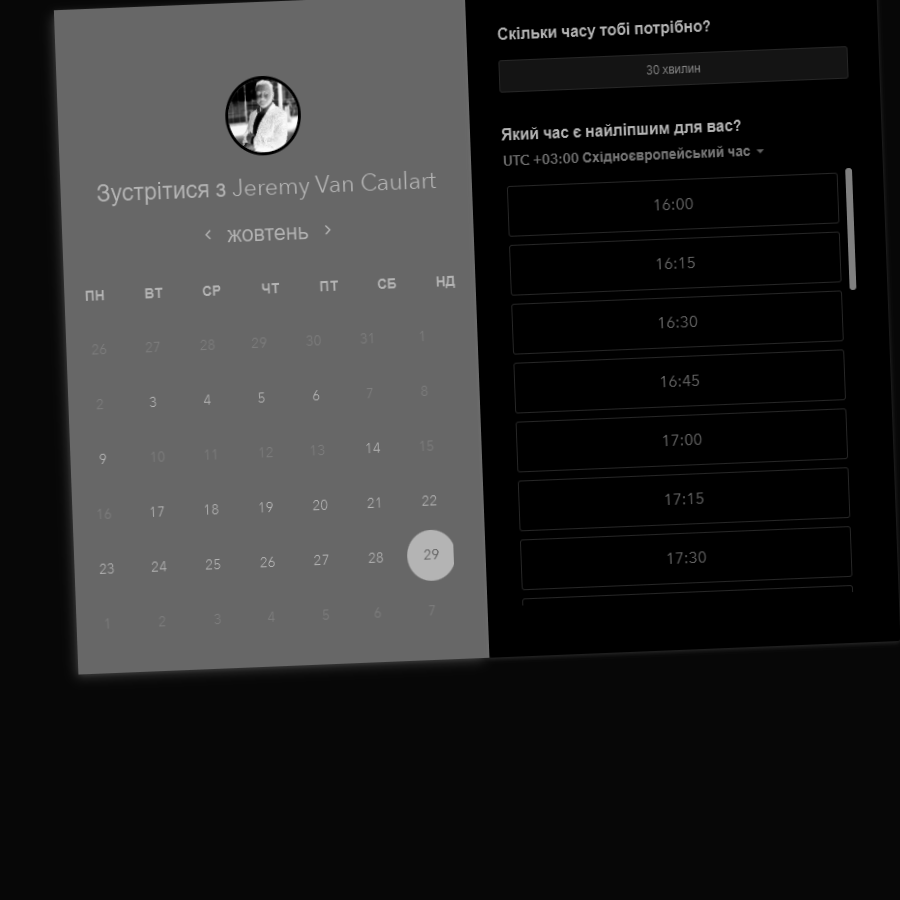 Зустрітися з Jeremy Van Caulart
жовтень
ПН ВТ СР ЧТ ПТ СБ НД
26 27 28 29 30 31 1
2 3 4 5 6 7 8
9 10 11 12 13 14 15
16 17 18 19 20 21 22
23 24 25 26 27 28 29
1 2 3 4 5 6 7
Скільки часу тобі потрібно?
30 хвилин
Який час є найліпшим для вас?
UTC +03:00 Східноєвропейський час
16:00
16:15
16:30
16:45
17:00
17:15
17:30